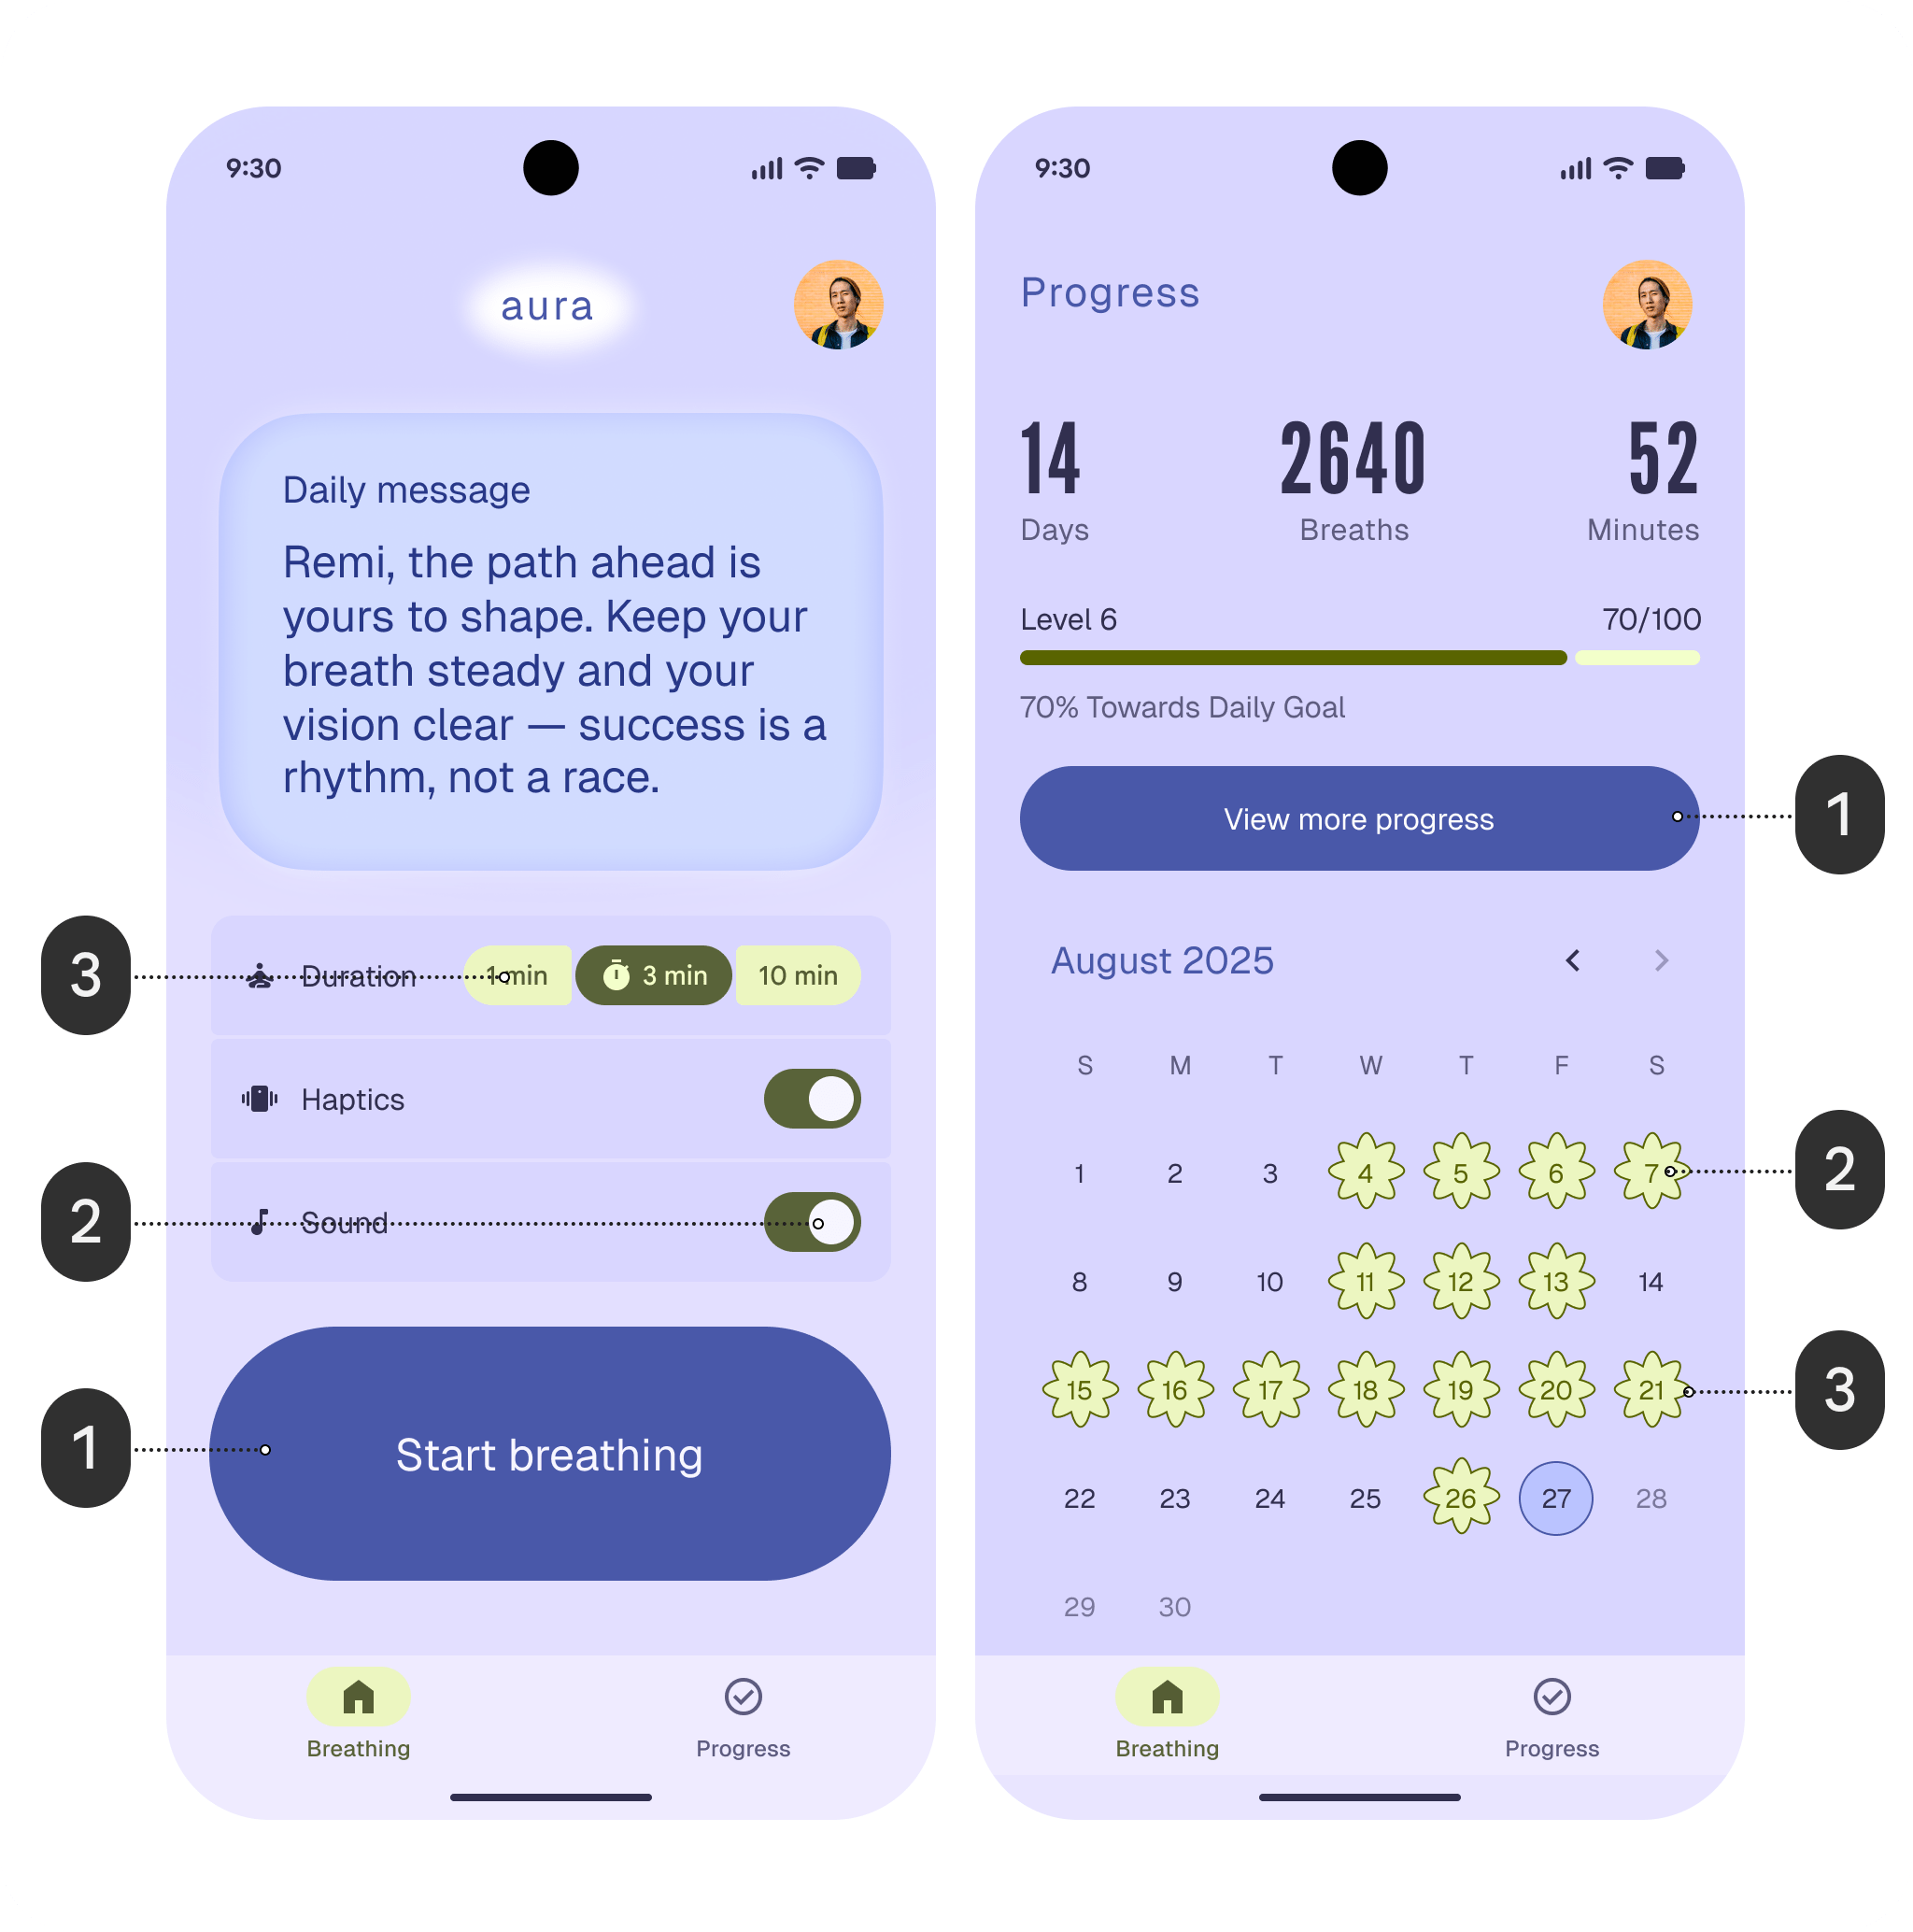 9:30
aura
Daily message
Remi, the path ahead is
yours to shape. Keep your
breath steady and your
vision clear — success is a
rhythm, not a race.
3
Duration
1 min
3 min
10 min
Haptics
2
Sound
1
Start breathing
Breathing
Progress
9:30
Progress
14
2640
52
Days
Breaths
Minutes
Level 6
70/100
70% Towards Daily Goal
View more progress
1
August 2025
S M T W T F S
1 2 3 4 5 6 7
2
8 9 10 11 12 13 14
15 16 17 18 19 20 21
3
22 23 24 25 26 27 28
29 30
Breathing
Progress